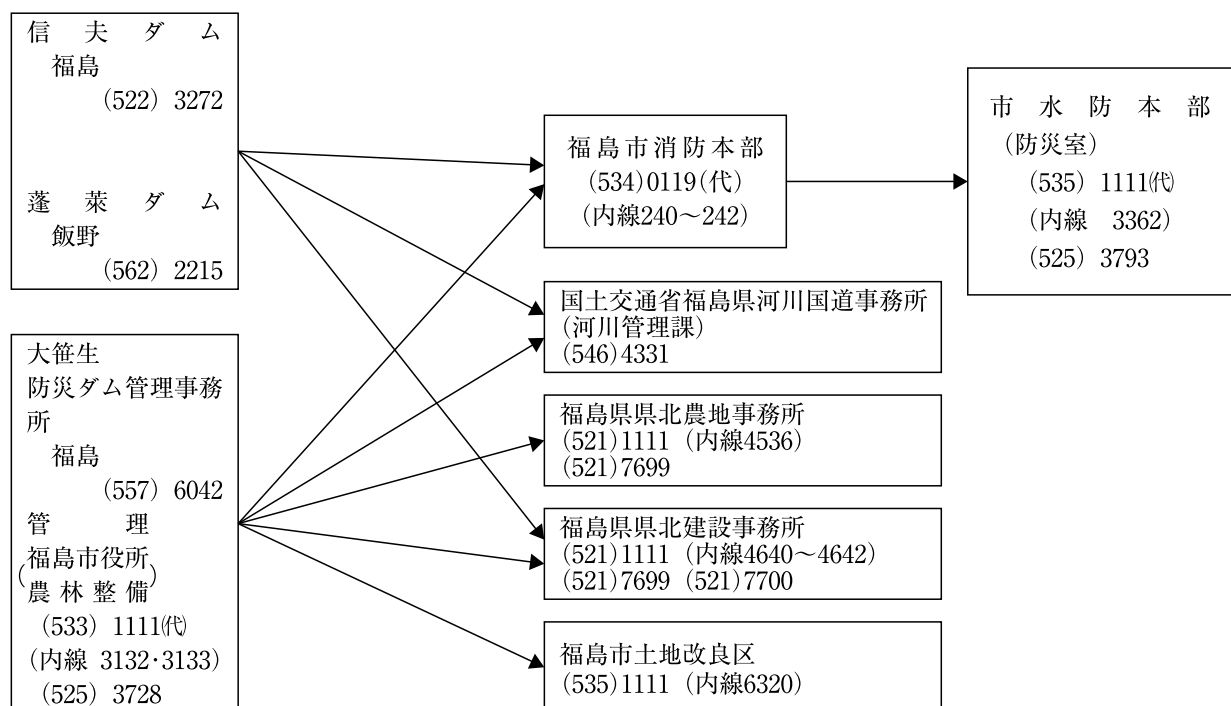 信夫ダム
福島
(522) 3272
蓬萊ダム
飯野
(562) 2215
大笹生
防災ダム管理事務
所
福島
(557) 6042
管理
(福島市役所
農林整備)
(533) 1111㈹
(内線 3132・3133)
(525) 3728
福島市消防本部
(534)0119(代)
(内線240〜242)
国土交通省福島県河川国道事務所
(河川管理課)
(546)4331
福島県県北農地事務所
(521)1111 (内線4536)
(521)7699
福島県県北建設事務所
(521)1111 (内線4640〜4642)
(521)7699 (521)7700
福島市土地改良区
(535)1111 (内線6320)
市水防本部
(防災室)
(535) 1111㈹
(内線 3362)
(525) 3793